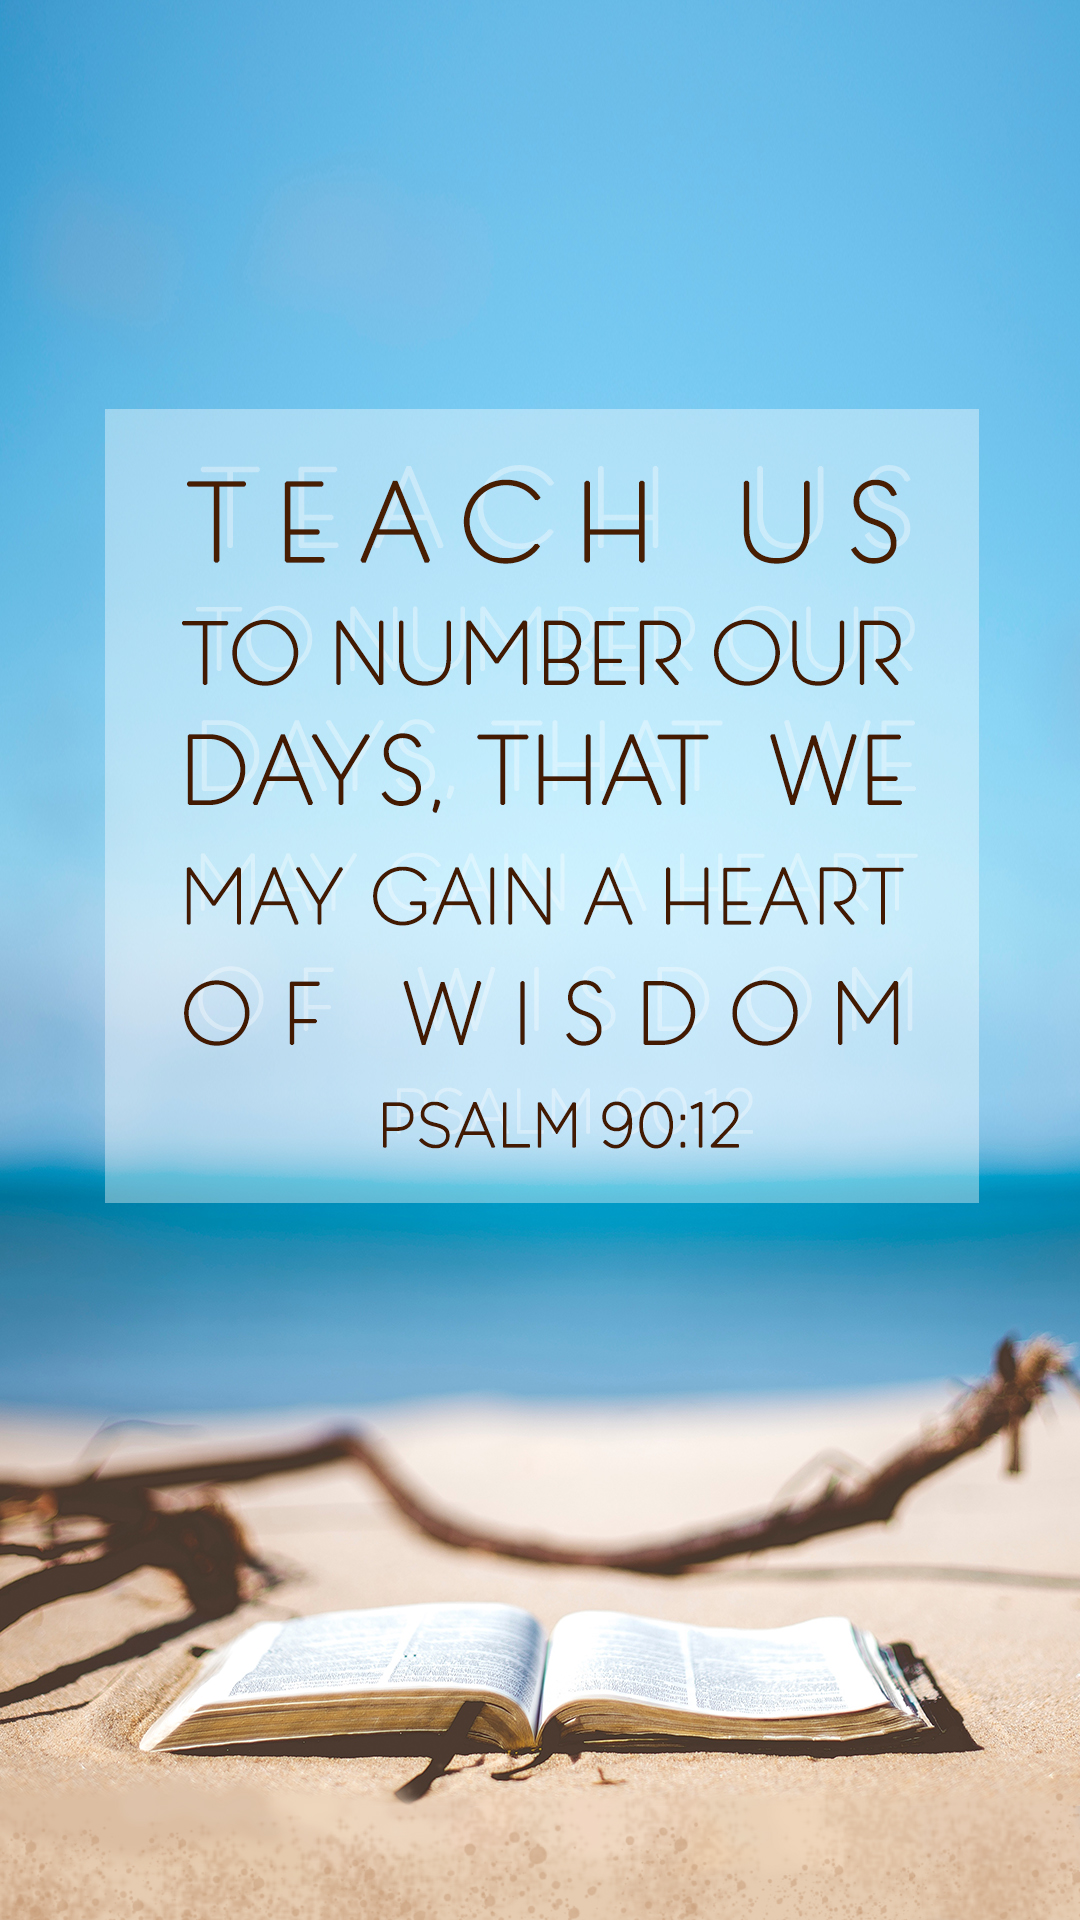 TEACH US
TO NUMBER OUR
DAYS, THAT WE
MAY GAIN A HEART
OF WISDOM
PSALM 90:12